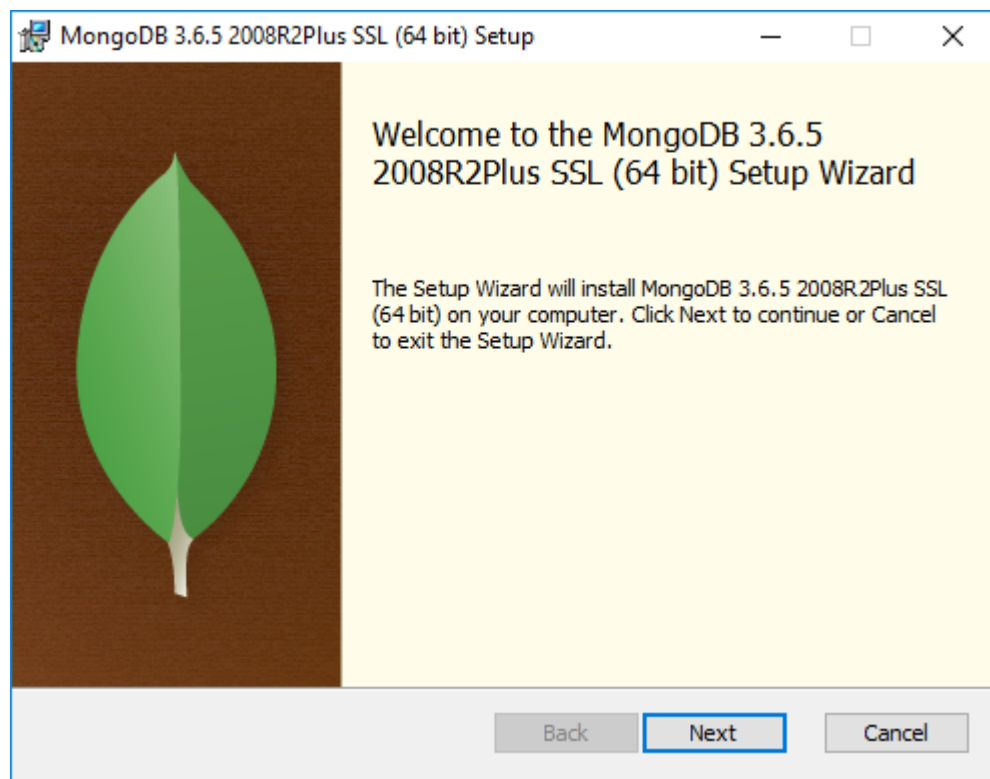 MongoDB 3.6.5 2008R2Plus SSL (64 bit) Setup
Welcome to the MongoDB 3.6.5
2008R2Plus SSL (64 bit) Setup Wizard
The Setup Wizard will install MongoDB 3.6.5 2008R2Plus SSL
(64 bit) on your computer. Click Next to continue or Cancel
to exit the Setup Wizard.
Back Next Cancel